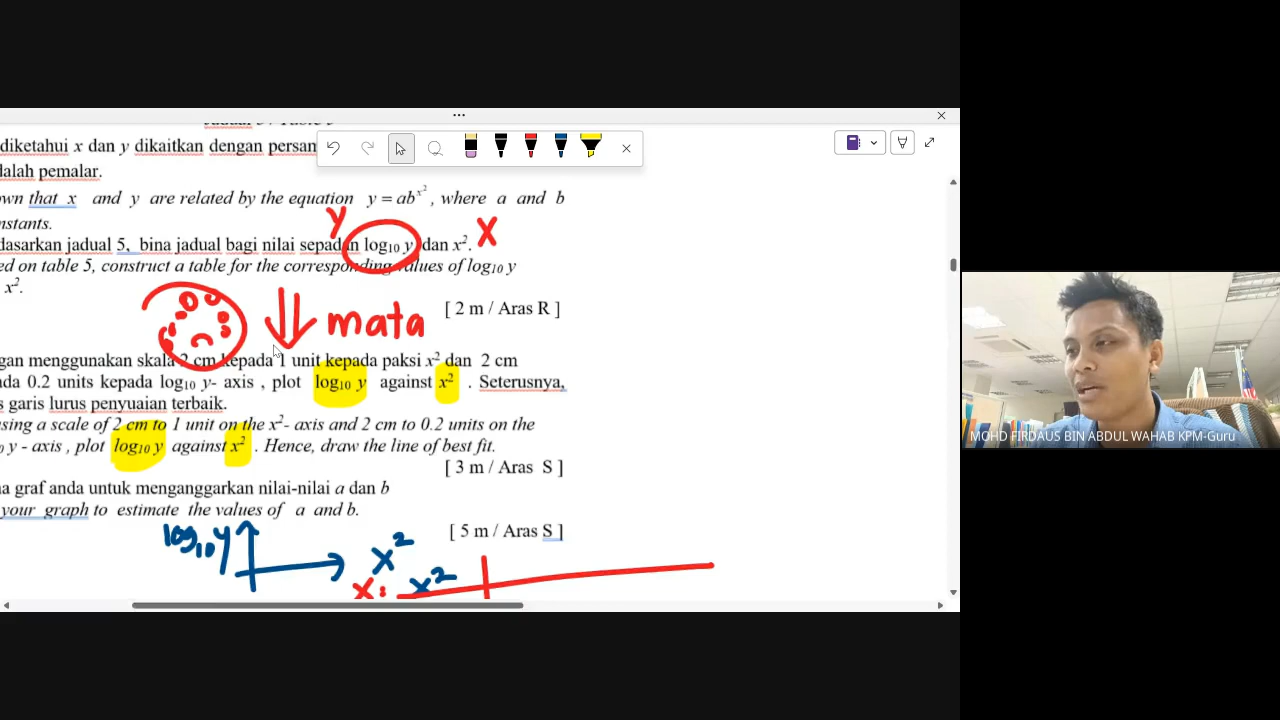 diketahui x dan y dikaitkan dengan persam
dalah pemalar.
own that x and y are related by the equation y = ab^x², where a and b
nstants.
y
dasarkan jadual 5, bina jadual bagi nilai sepadan log₁₀ y dan x². x
ed on table 5, construct a table for the corresponding values of log₁₀ y
x².
[ 2 m / Aras R ]
mata
gan menggunakan skala 2 cm kepada 1 unit kepada paksi x² dan 2 cm
ada 0.2 units kepada log₁₀ y- axis , plot log₁₀ y against x² . Seterusnya,
s garis lurus penyuaian terbaik.
sing a scale of 2 cm to 1 unit on the x²- axis and 2 cm to 0.2 units on the
y - axis , plot log₁₀ y against x² . Hence, draw the line of best fit.
[ 3 m / Aras S ]
na graf anda untuk menganggarkan nilai-nilai a dan b
your graph to estimate the values of a and b.
[ 5 m / Aras S ]
log₁₀y
x²
x:
x²
MOHD FIRDAUS BIN ABDUL WAHAB KPM-Guru